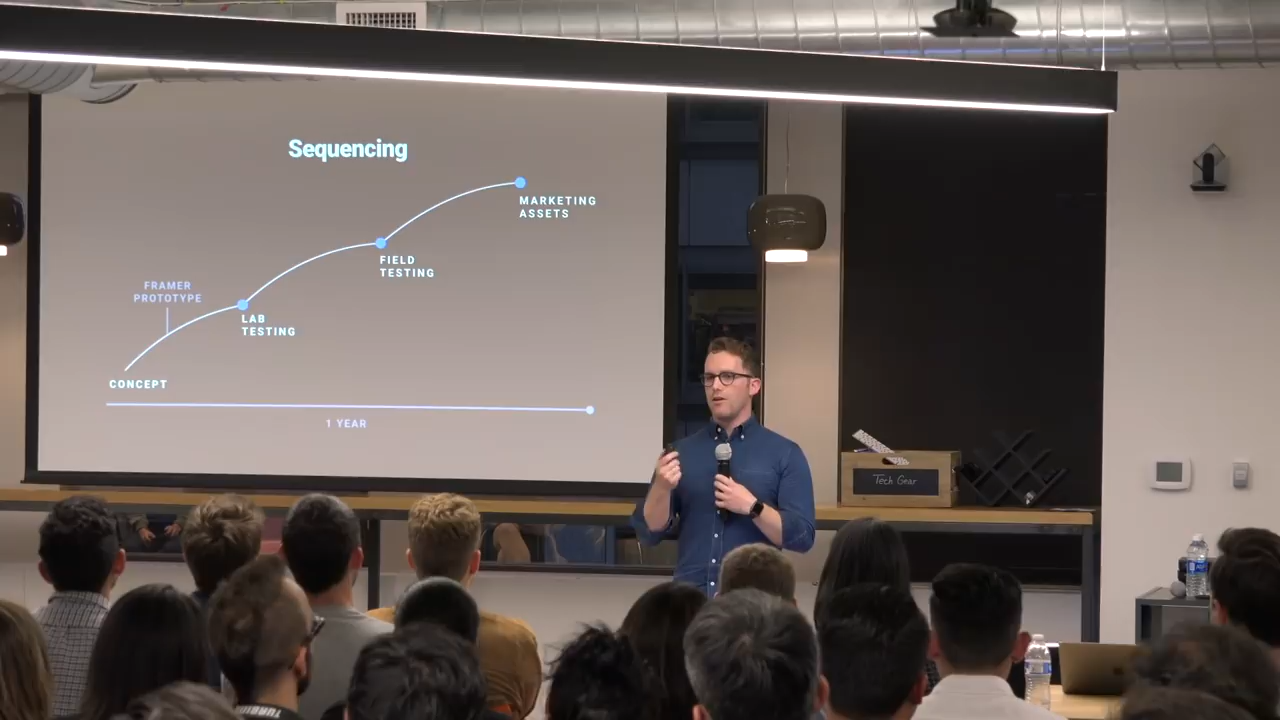 Sequencing
MARKETING
ASSETS
FIELD
TESTING
FRAMER
PROTOTYPE
LAB
TESTING
CONCEPT
1 YEAR
Tech Gear